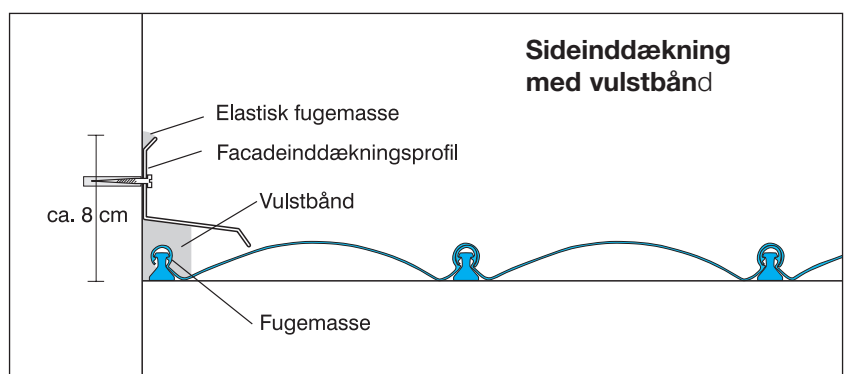 Sideinddækning
med vulstbånd
Elastisk fugemasse
Facadeinddækningsprofil
Vulstbånd
ca. 8 cm
Fugemasse